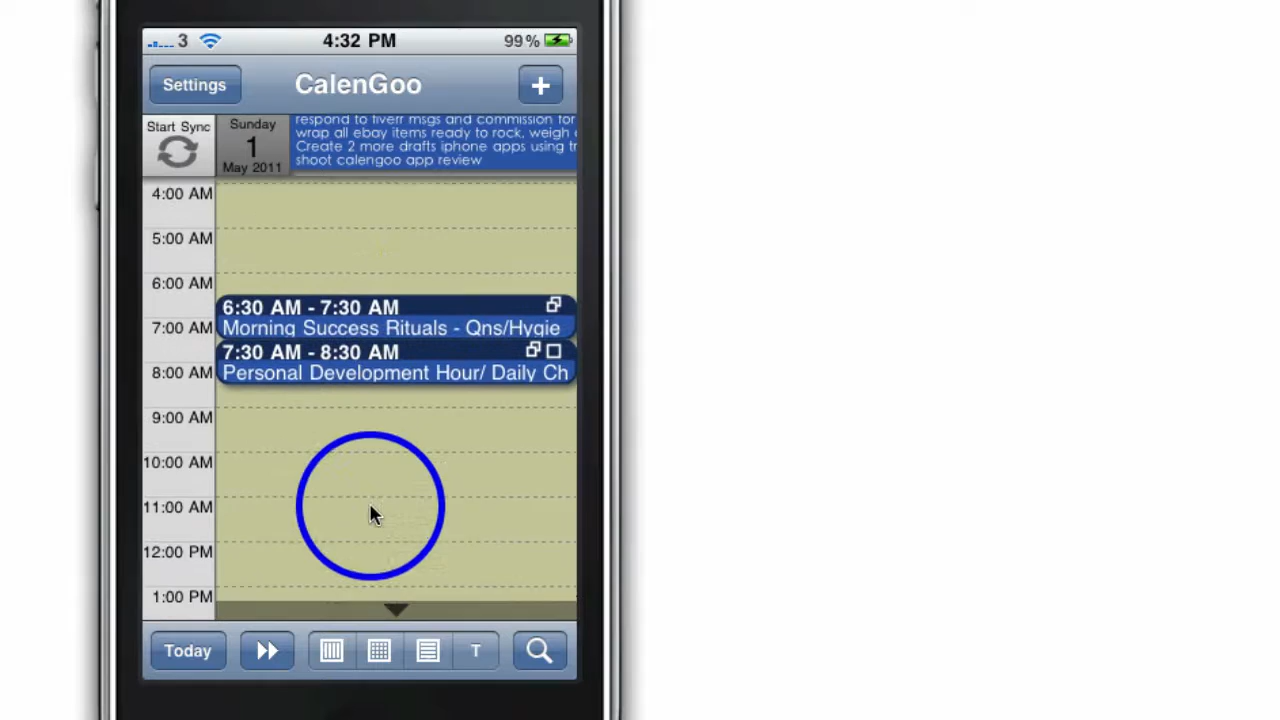 3 4:32 PM 99%
Settings CalenGoo +
Start Sync
Sunday
1
May 2011
respond to fiverr msgs and commission for
wrap all ebay items ready to rock, weigh
Create 2 more drafts iphone apps using
shoot calengoo app review
4:00 AM
5:00 AM
6:00 AM
6:30 AM - 7:30 AM
Morning Success Rituals - Qns/Hygie
7:00 AM
7:30 AM - 8:30 AM
Personal Development Hour/ Daily Ch
8:00 AM
9:00 AM
10:00 AM
11:00 AM
12:00 PM
1:00 PM
Today T